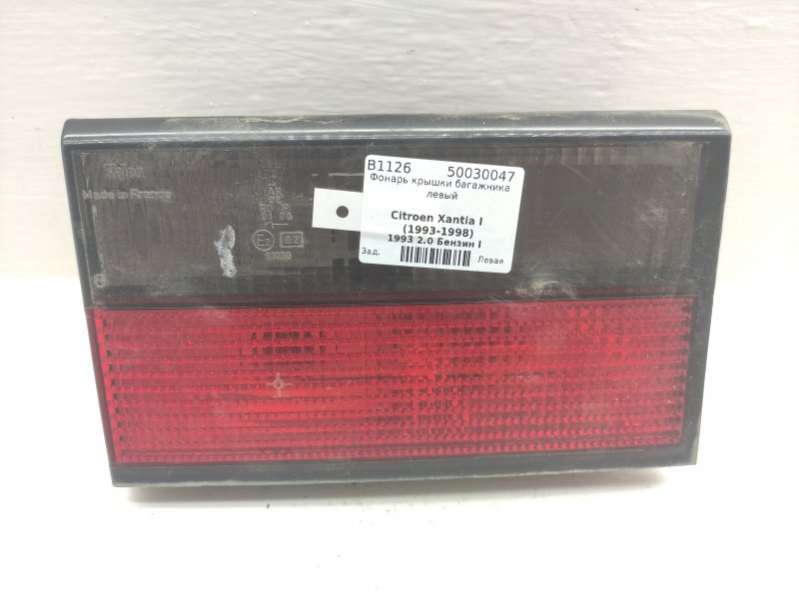 Made in France
B1126 50030047
Фонарь крышки багажника
левый
Citroen Xantia I
(1993-1998)
1993 2.0 Бензин I
Зад. Левая